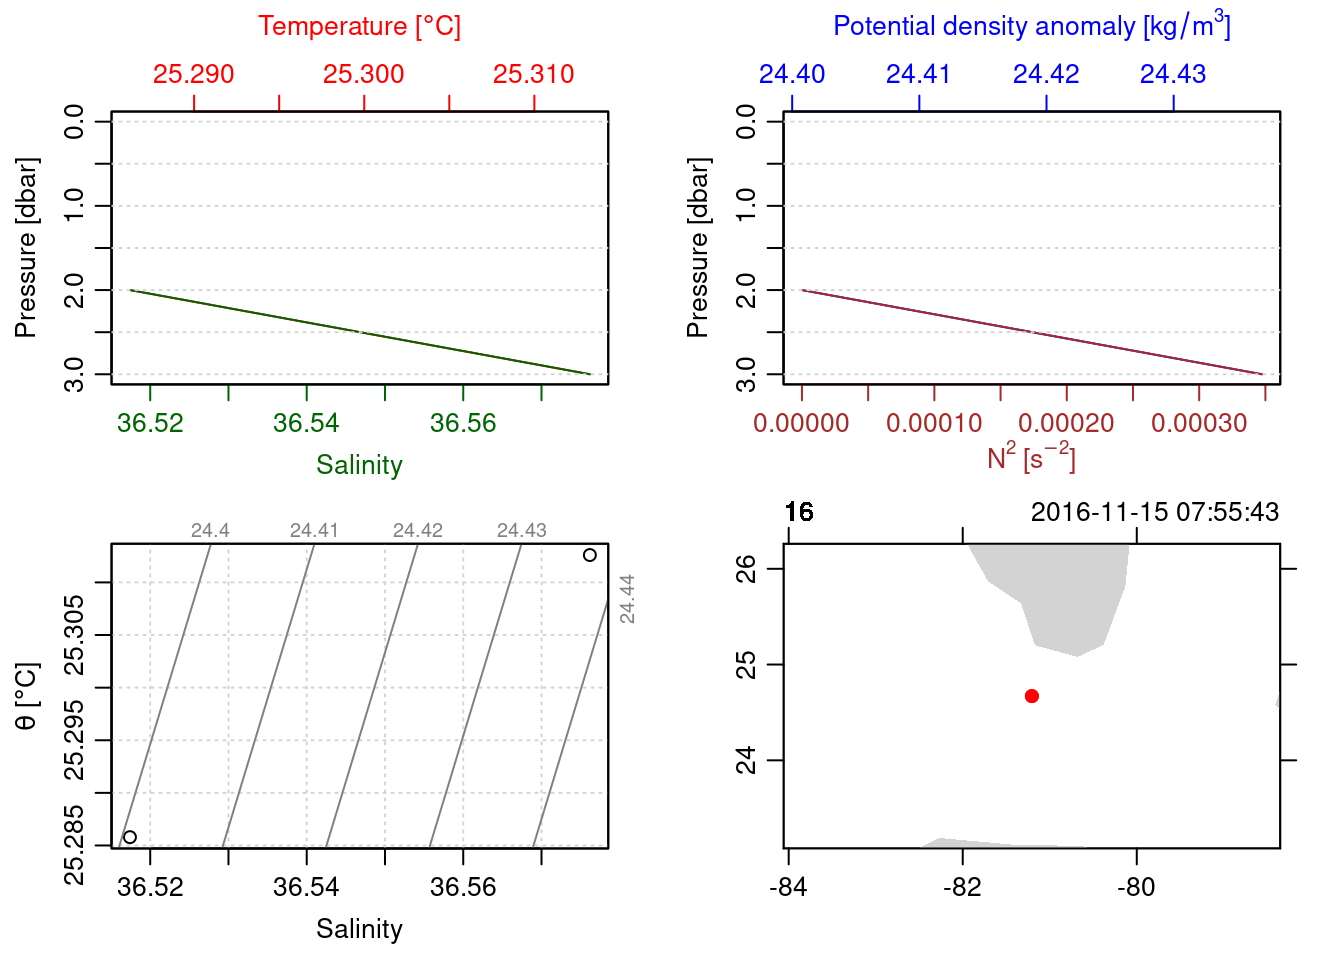 Temperature [°C]
25.290 25.300 25.310
Pressure [dbar]
0.0
1.0
2.0
3.0
36.52 36.54 36.56
Salinity
Potential density anomaly [kg/m³]
24.40 24.41 24.42 24.43
Pressure [dbar]
0.0
1.0
2.0
3.0
0.00000 0.00010 0.00020 0.00030
N² [s⁻²]
24.4 24.41 24.42 24.43
24.44
θ [°C]
25.305
25.295
25.285
36.52 36.54 36.56
Salinity
16 2016-11-15 07:55:43
26
25
24
-84 -82 -80